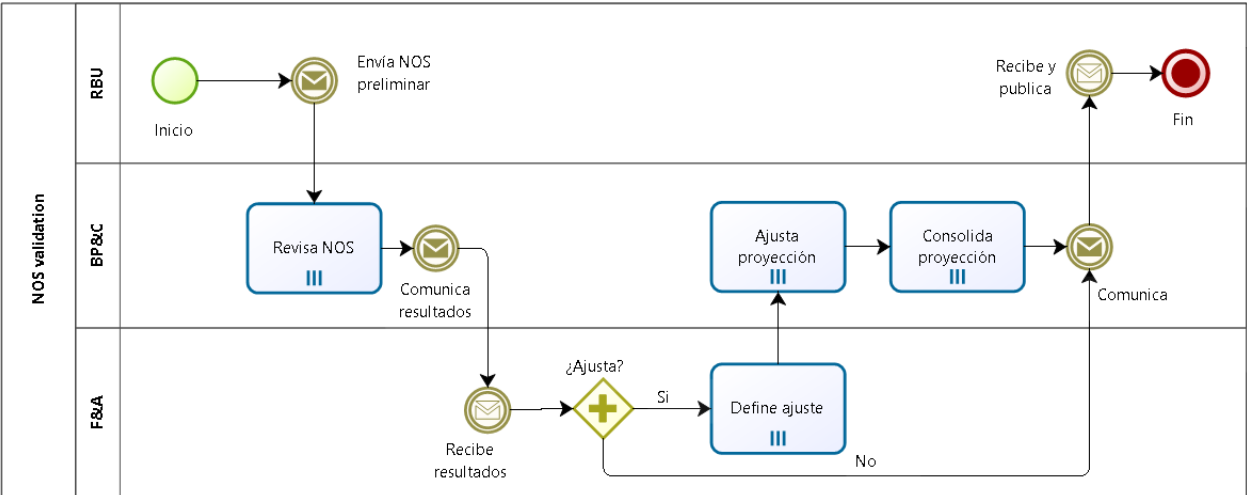 NOS validation
RBU
Inicio
Envía NOS
preliminar
Recibe y
publica
Fin
BP&C
Revisa NOS
Comunica
resultados
Ajusta
proyección
Consolida
proyección
Comunica
F&A
Recibe
resultados
¿Ajusta?
Si
Define ajuste
No